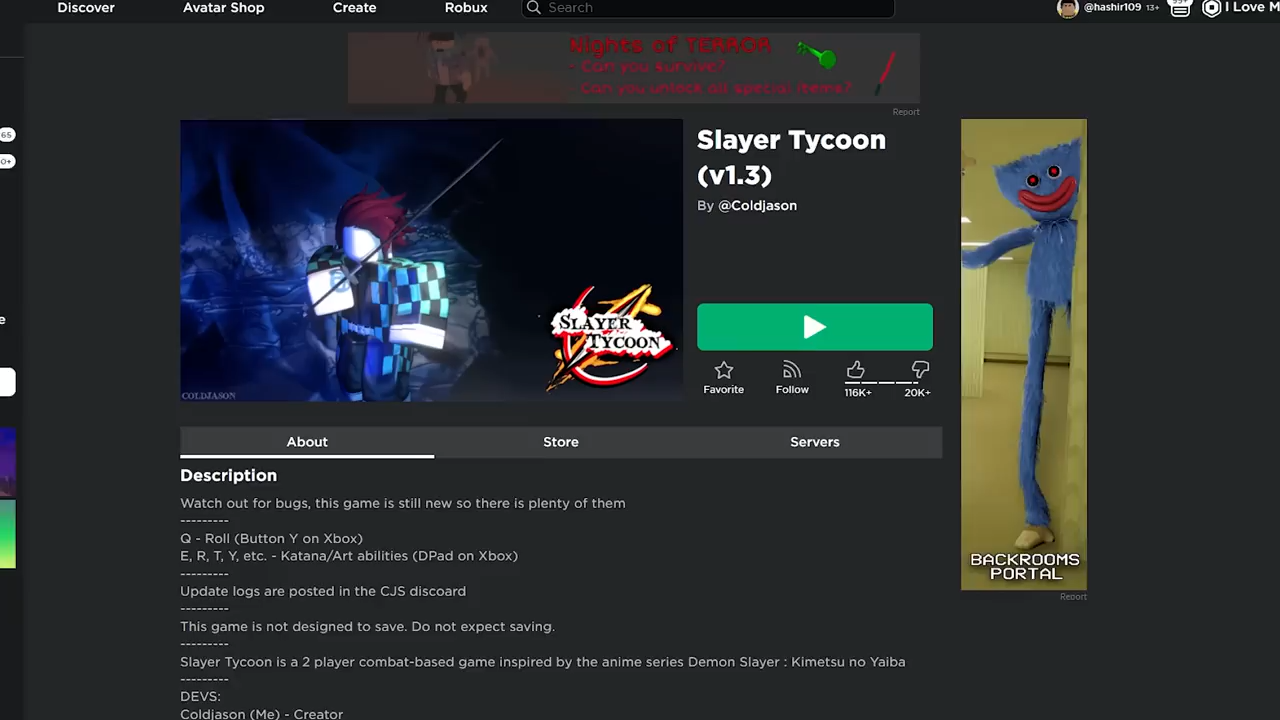 Discover
Avatar Shop
Create
Robux
Search
@hashir109 13+
99+
I Love M
Nights of TERROR
- Can you survive?
- Can you unlock all special items?
Report
65
0+
e
Slayer Tycoon
(v1.3)
By @Coldjason
SLAYER
TYCOON
COLDJASON
Favorite
Follow
116K+
20K+
BACKROOMS
PORTAL
Report
About
Store
Servers
Description
Watch out for bugs, this game is still new so there is plenty of them
---------
Q - Roll (Button Y on Xbox)
E, R, T, Y, etc. - Katana/Art abilities (DPad on Xbox)
---------
Update logs are posted in the CJS discoard
---------
This game is not designed to save. Do not expect saving.
---------
Slayer Tycoon is a 2 player combat-based game inspired by the anime series Demon Slayer : Kimetsu no Yaiba
---------
DEVS:
Coldjason (Me) - Creator